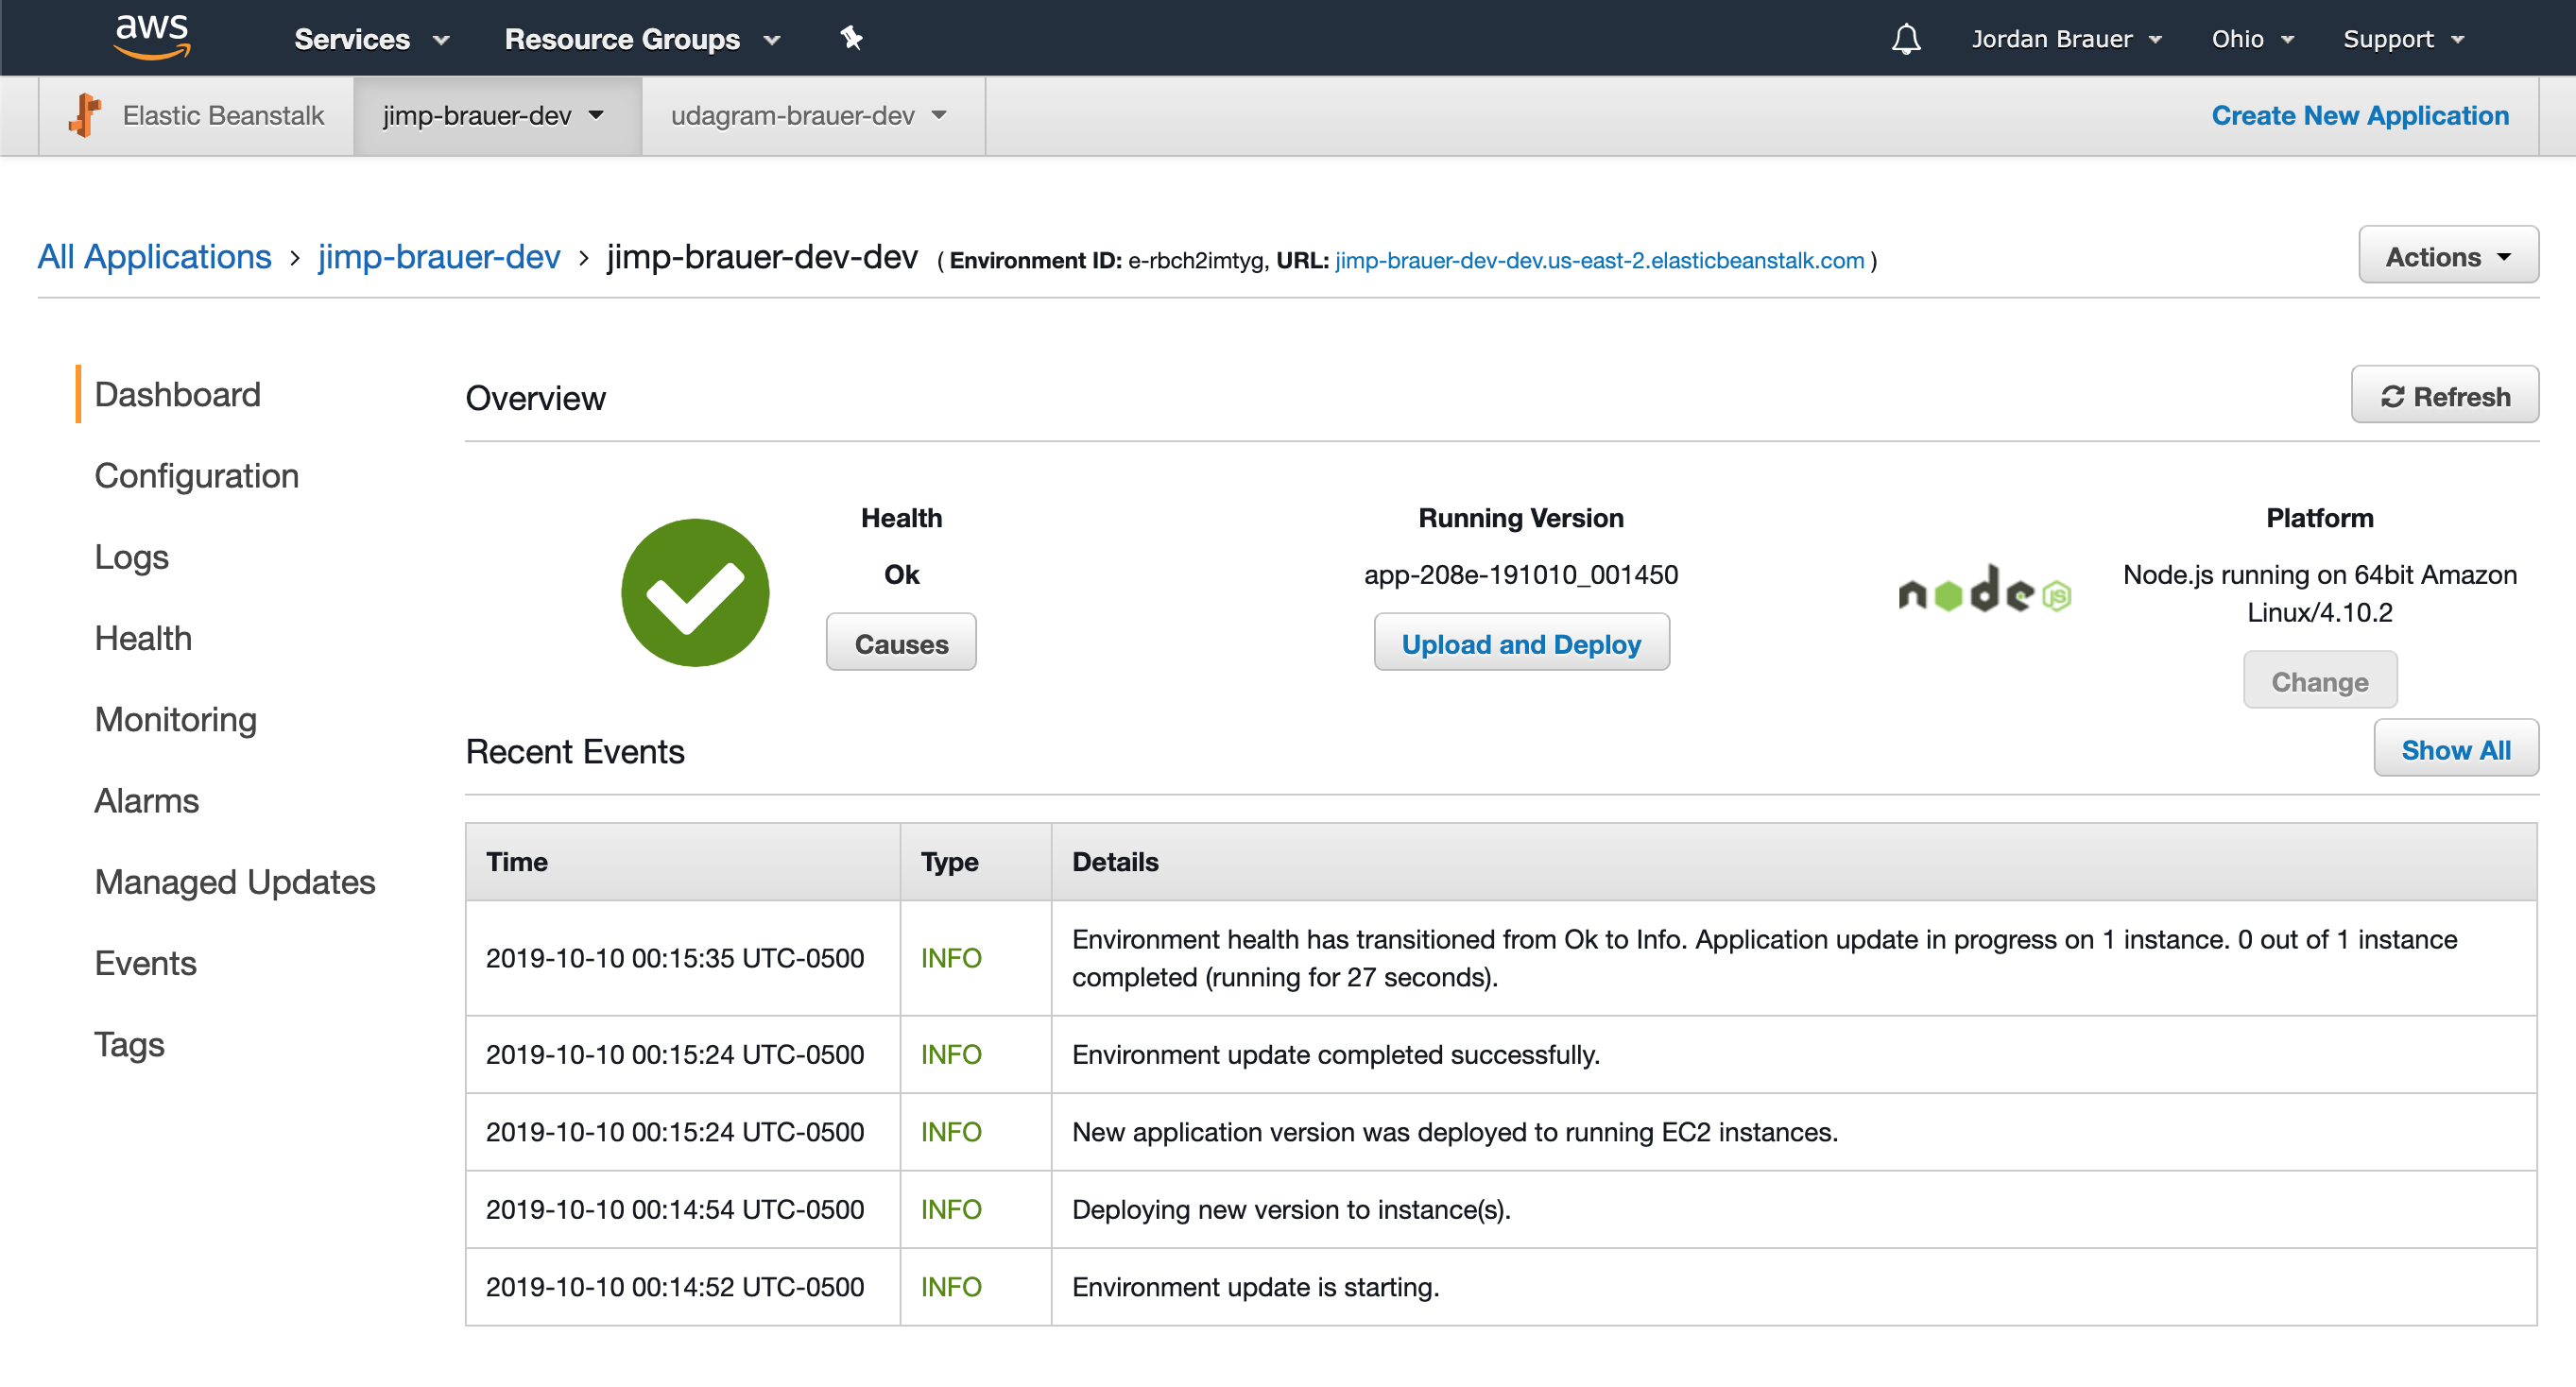 aws Services Resource Groups Jordan Brauer Ohio Support
Elastic Beanstalk jimp-brauer-dev udagram-brauer-dev Create New Application
All Applications > jimp-brauer-dev > jimp-brauer-dev-dev ( Environment ID: e-rbch2imtyg, URL: jimp-brauer-dev-dev.us-east-2.elasticbeanstalk.com ) Actions
Dashboard
Configuration
Logs
Health
Monitoring
Alarms
Managed Updates
Events
Tags
Overview Refresh
Health
Ok
Causes
Running Version
app-208e-191010_001450
Upload and Deploy
node JS
Platform
Node.js running on 64bit Amazon
Linux/4.10.2
Change
Recent Events Show All
Time Type Details
2019-10-10 00:15:35 UTC-0500 INFO Environment health has transitioned from Ok to Info. Application update in progress on 1 instance. 0 out of 1 instance
completed (running for 27 seconds).
2019-10-10 00:15:24 UTC-0500 INFO Environment update completed successfully.
2019-10-10 00:15:24 UTC-0500 INFO New application version was deployed to running EC2 instances.
2019-10-10 00:14:54 UTC-0500 INFO Deploying new version to instance(s).
2019-10-10 00:14:52 UTC-0500 INFO Environment update is starting.